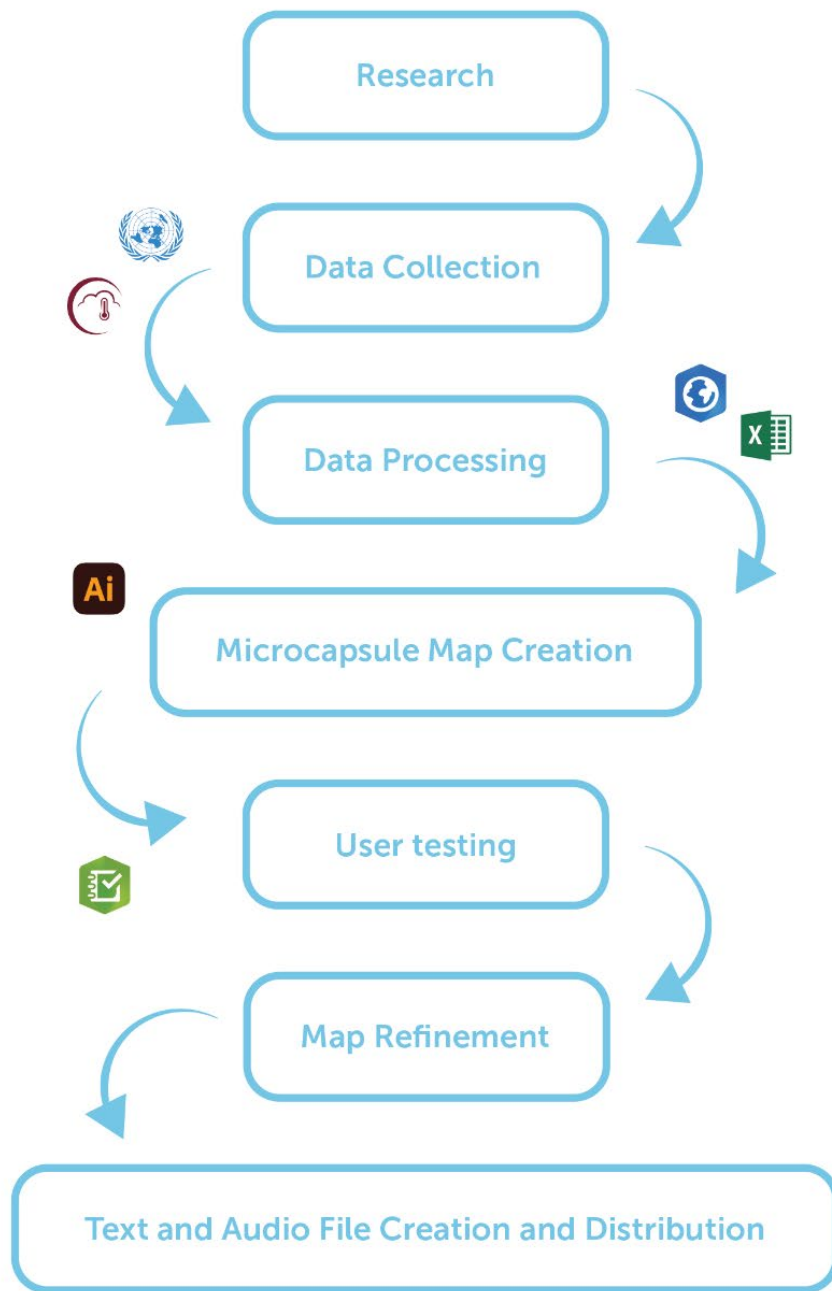 Research
Data Collection
Data Processing
X
Ai
Microcapsule Map Creation
User testing
Map Refinement
Text and Audio File Creation and Distribution